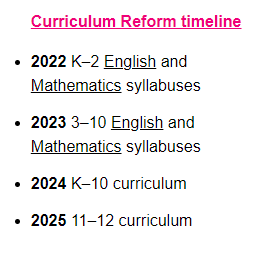 Curriculum Reform timeline
2022 K–2 English and
Mathematics syllabuses
2023 3–10 English and
Mathematics syllabuses
2024 K–10 curriculum
2025 11–12 curriculum